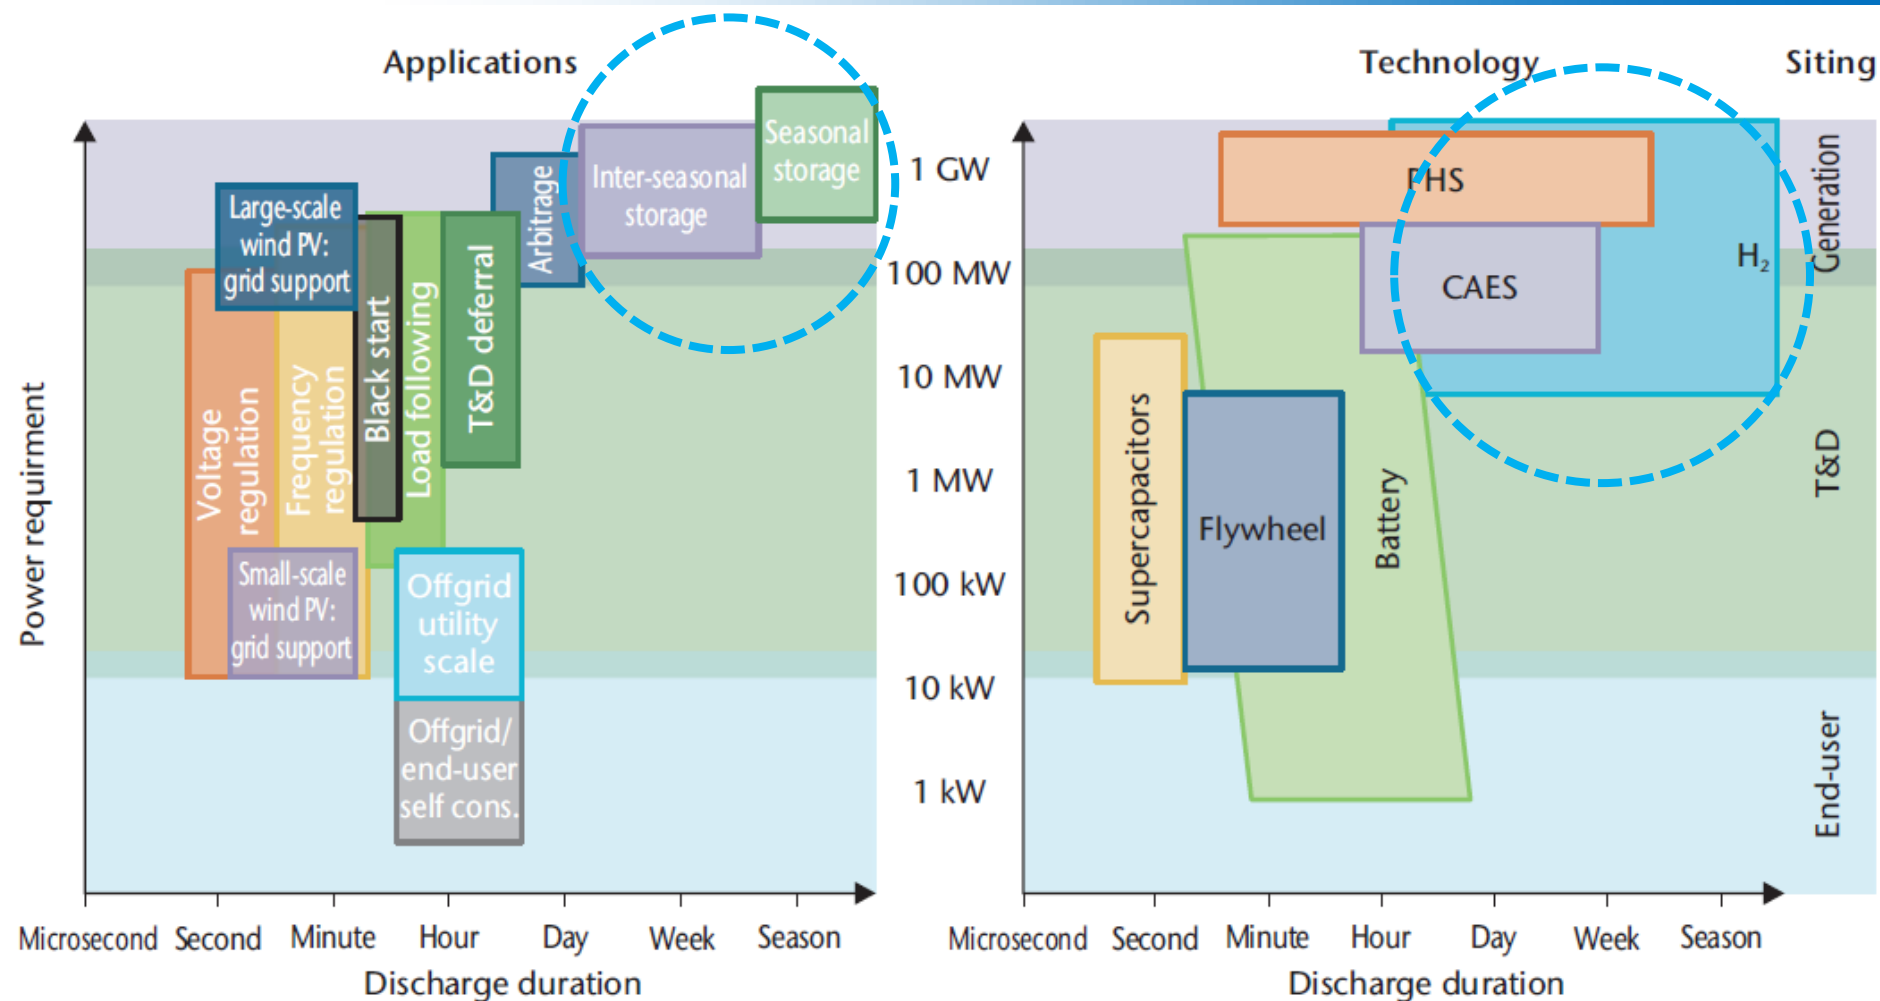 Applications
Technology
Siting
Power requirment
Large-scale
wind PV:
grid support
Voltage
regulation
Frequency
regulation
Small-scale
wind PV:
grid support
Black start
Load following
T&D deferral
Arbitrage
Inter-seasonal
storage
Seasonal
storage
Offgrid
utility
scale
Offgrid/
end-user
self cons.
Microsecond
Second
Minute
Hour
Day
Week
Season
Discharge duration
1 GW
100 MW
10 MW
1 MW
100 kW
10 kW
1 kW
PHS
H₂
CAES
Supercapacitors
Flywheel
Battery
Generation
T&D
End-user
Microsecond
Second
Minute
Hour
Day
Week
Season
Discharge duration